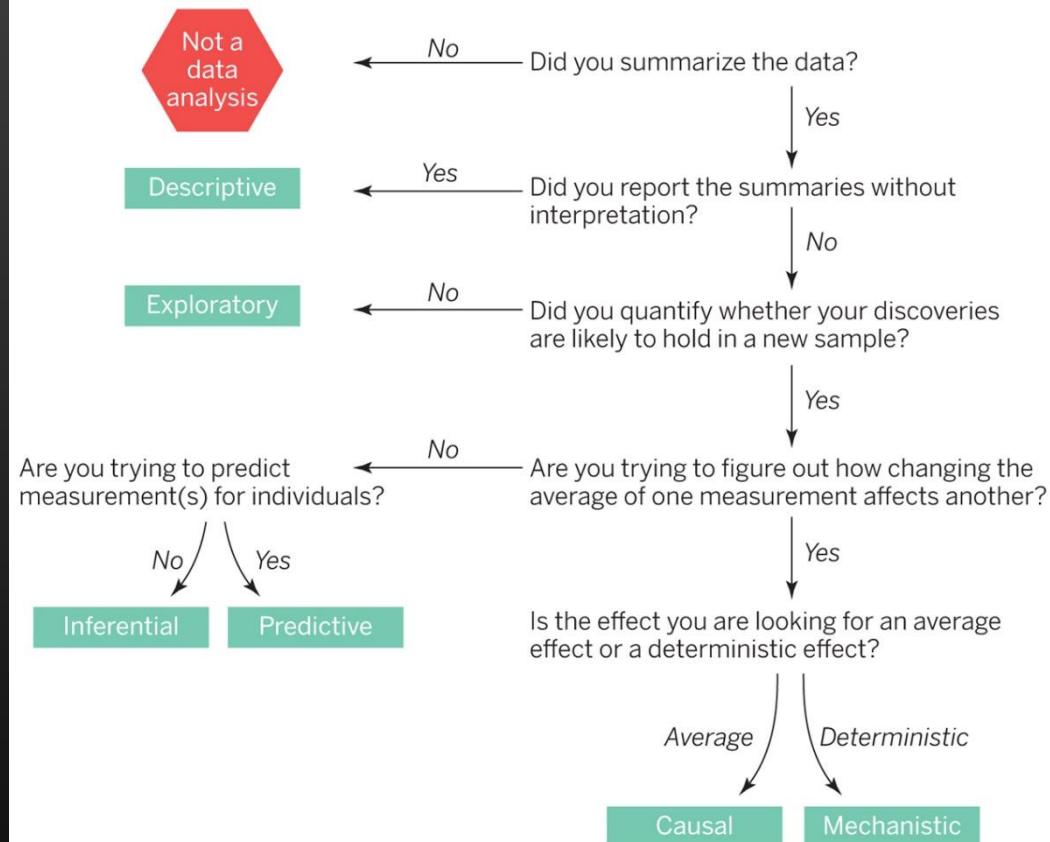 Not a
data
analysis
No
Did you summarize the data?
Yes
Descriptive
Yes
Did you report the summaries without
interpretation?
No
Exploratory
No
Did you quantify whether your discoveries
are likely to hold in a new sample?
Yes
No
Are you trying to predict
measurement(s) for individuals?
Are you trying to figure out how changing the
average of one measurement affects another?
No
Yes
Yes
Inferential
Predictive
Is the effect you are looking for an average
effect or a deterministic effect?
Average
Deterministic
Causal
Mechanistic